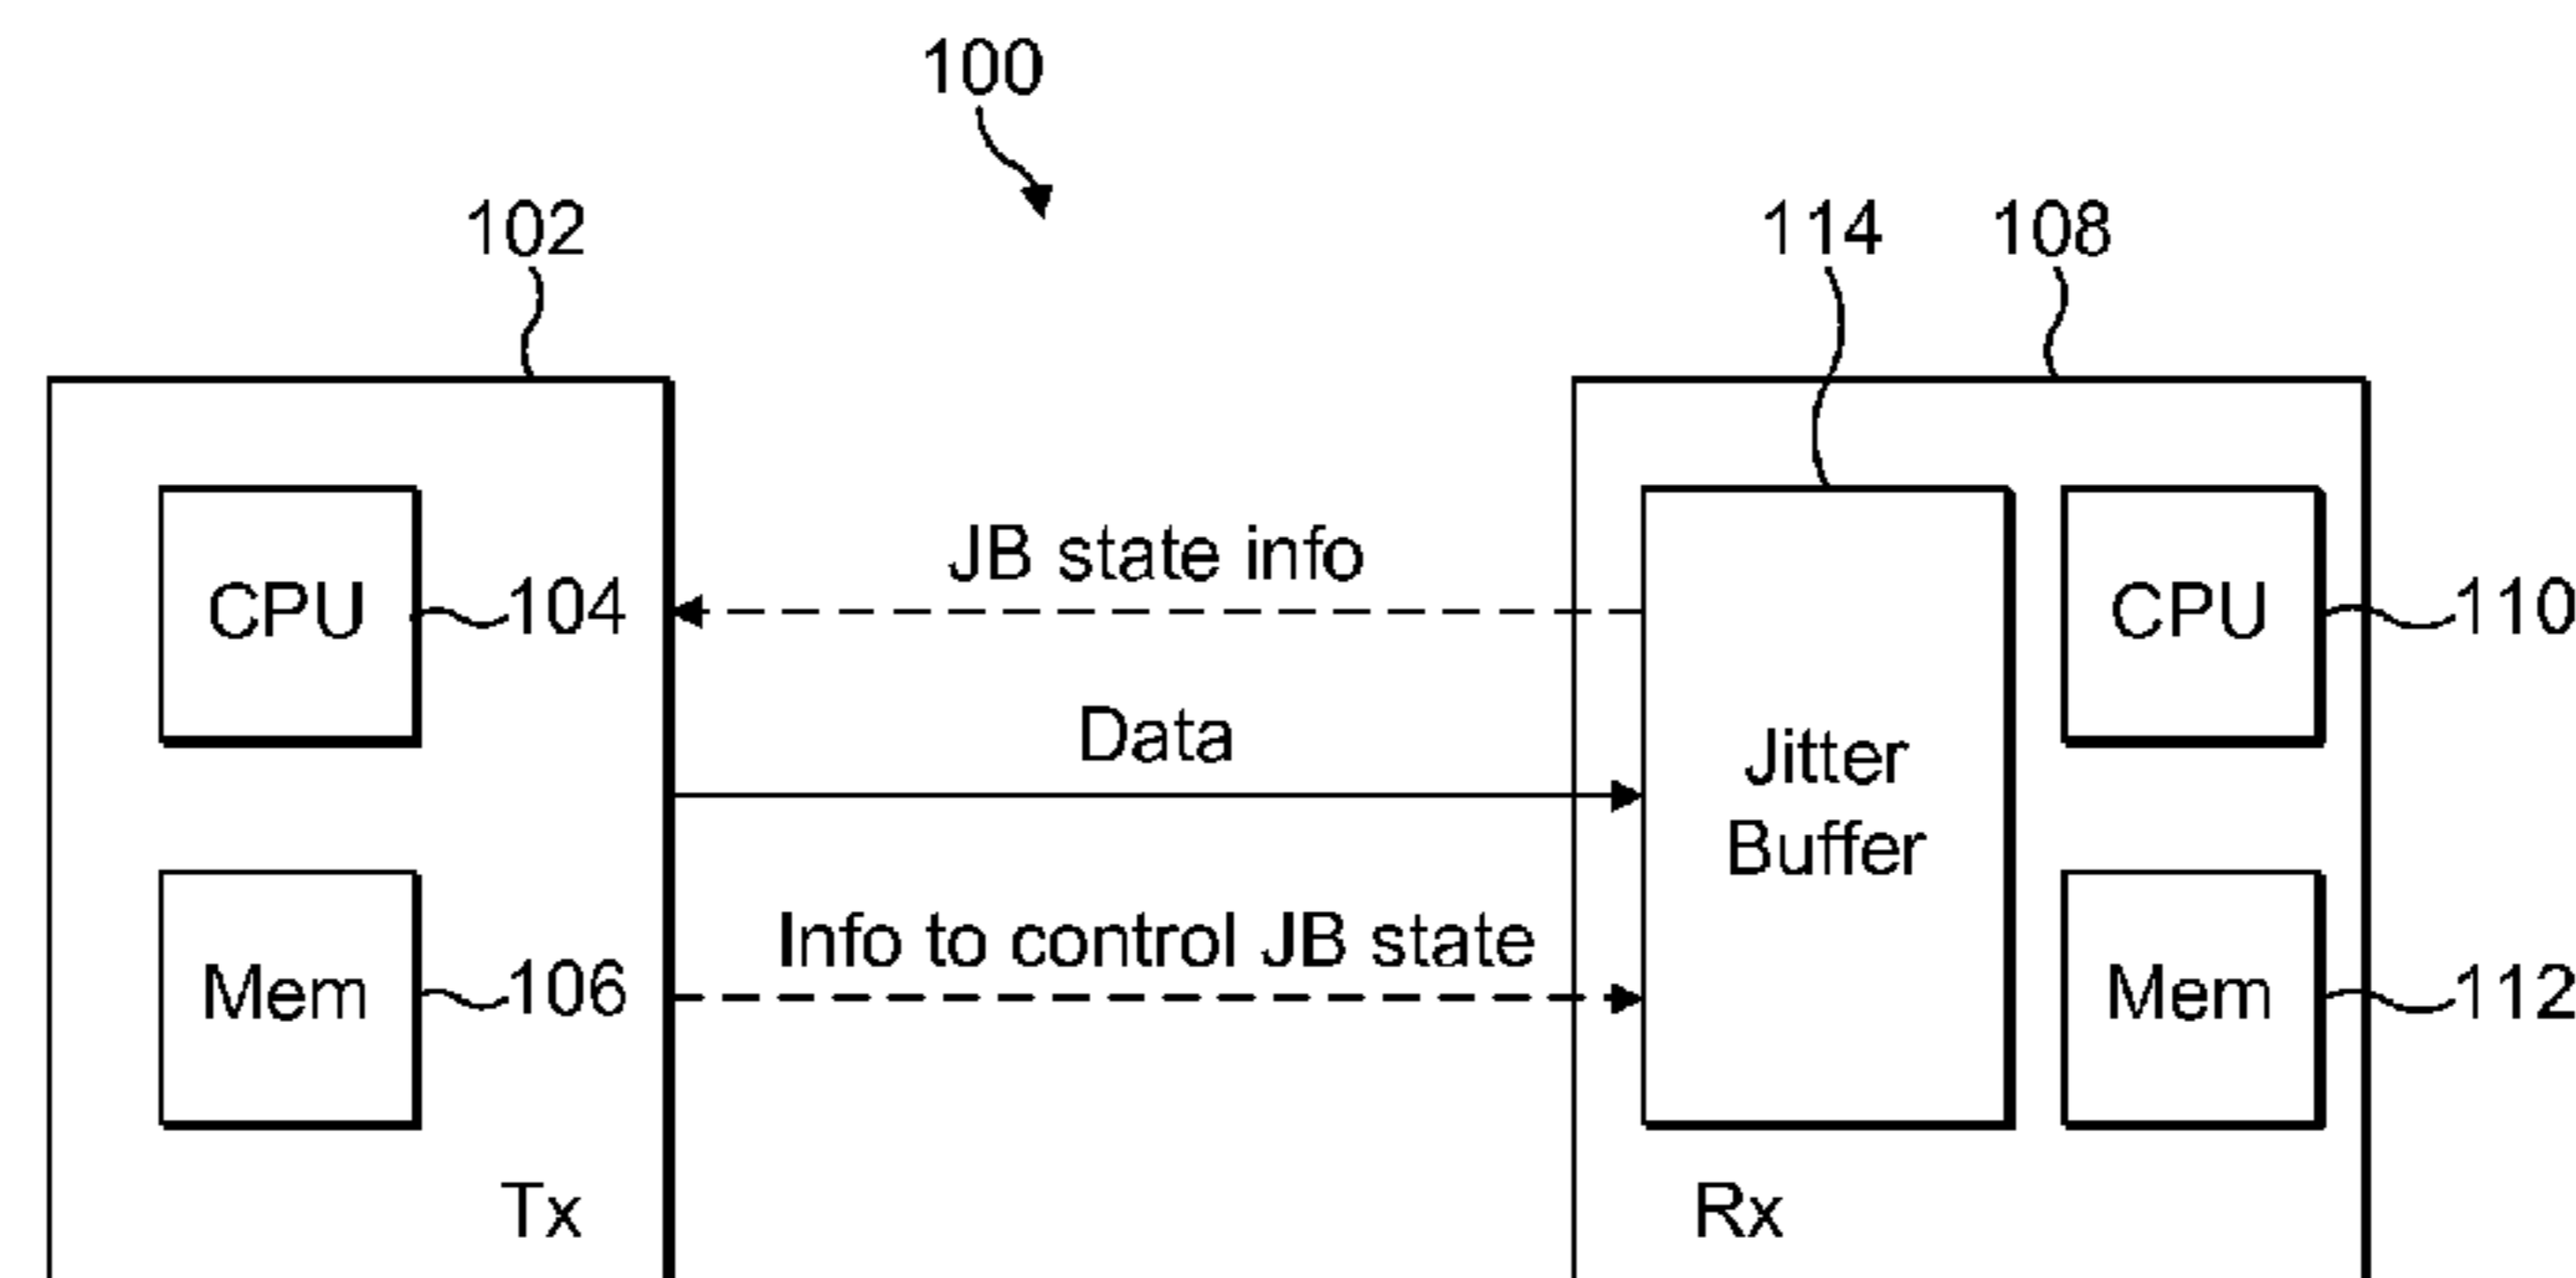 100
102
114 108
JB state info
CPU 104
CPU 110
Data
Jitter
Buffer
Info to control JB state
Mem 106
Mem 112
Tx
Rx